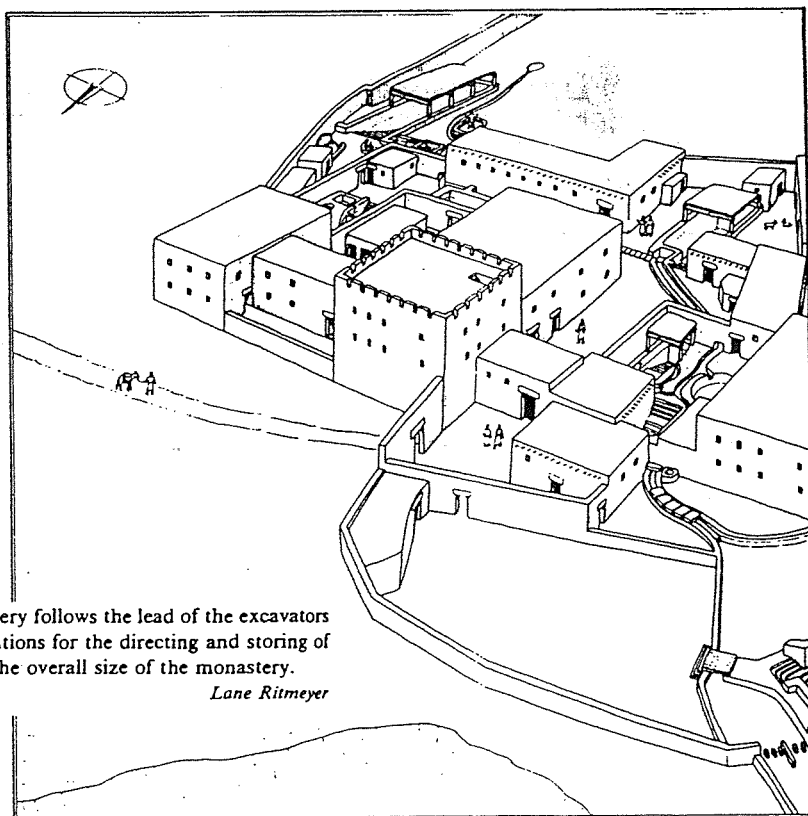 ery follows the lead of the excavators
tions for the directing and storing of
he overall size of the monastery.
Lane Ritmeyer